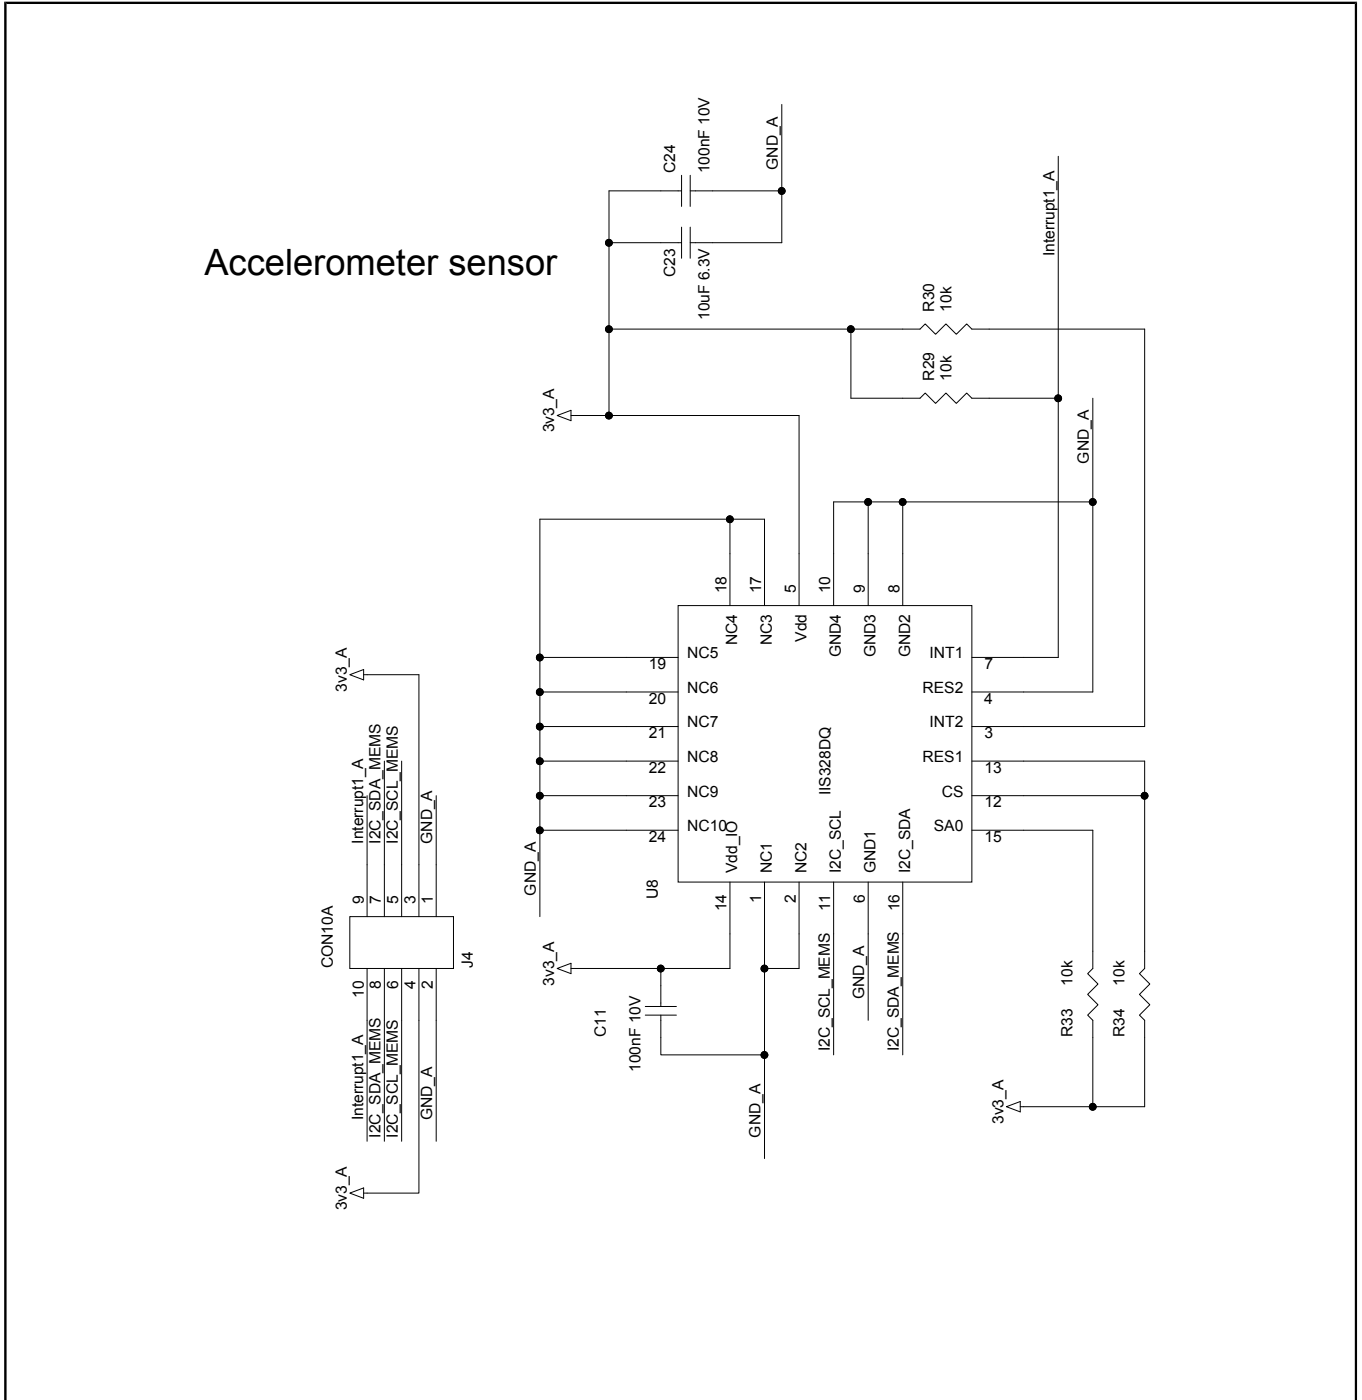 Accelerometer sensor
C24
100nF 10V
GND_A
C23
10uF 6.3V
Interrupt1_A
R30
10k
R29
10k
3v3_A
GND_A
18
17
5
10
9
8
NC4
NC3
Vdd
GND4
GND3
GND2
19
NC5
20
NC6
21
NC7
22
NC8
23
NC9
24
NC10
INT1
7
RES2
4
INT2
3
RES1
13
CS
12
SA0
15
IIS328DQ
Vdd_IO
NC1
NC2
I2C_SCL
GND1
I2C_SDA
U8
14
1
2
11
6
16
GND_A
3v3_A
C11
100nF 10V
GND_A
I2C_SCL_MEMS
GND_A
I2C_SDA_MEMS
R33
10k
R34
10k
3v3_A
3v3_A
Interrupt1_A
I2C_SDA_MEMS
I2C_SCL_MEMS
GND_A
9
7
5
3
1
CON10A
J4
10
8
6
4
2
Interrupt1_A
I2C_SDA_MEMS
I2C_SCL_MEMS
GND_A
3v3_A